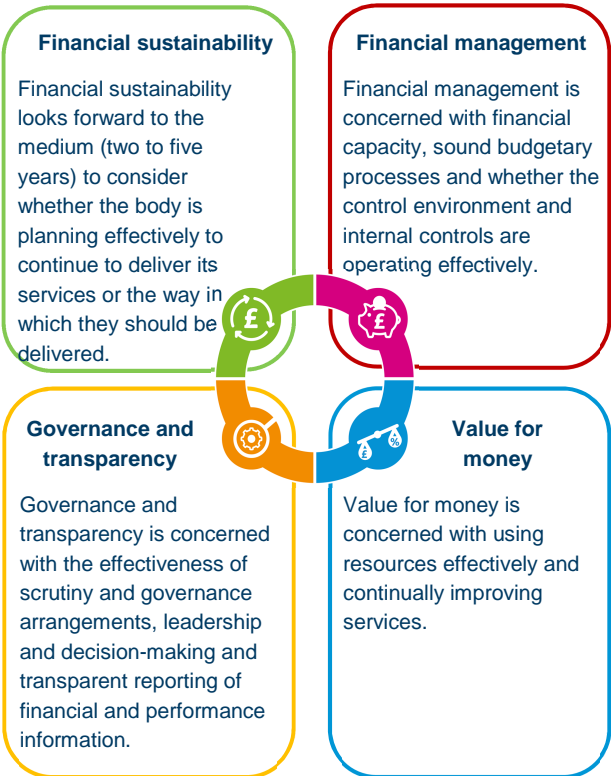 Financial sustainability
Financial sustainability
looks forward to the
medium (two to five
years) to consider
whether the body is
planning effectively to
continue to deliver its
services or the way in
which they should be
delivered.
Financial management
Financial management is
concerned with financial
capacity, sound budgetary
processes and whether the
control environment and
internal controls are
operating effectively.
£
£
Governance and
transparency
Governance and
transparency is concerned
with the effectiveness of
scrutiny and governance
arrangements, leadership
and decision-making and
transparent reporting of
financial and performance
information.
£
%
Value for
money
Value for money is
concerned with using
resources effectively and
continually improving
services.